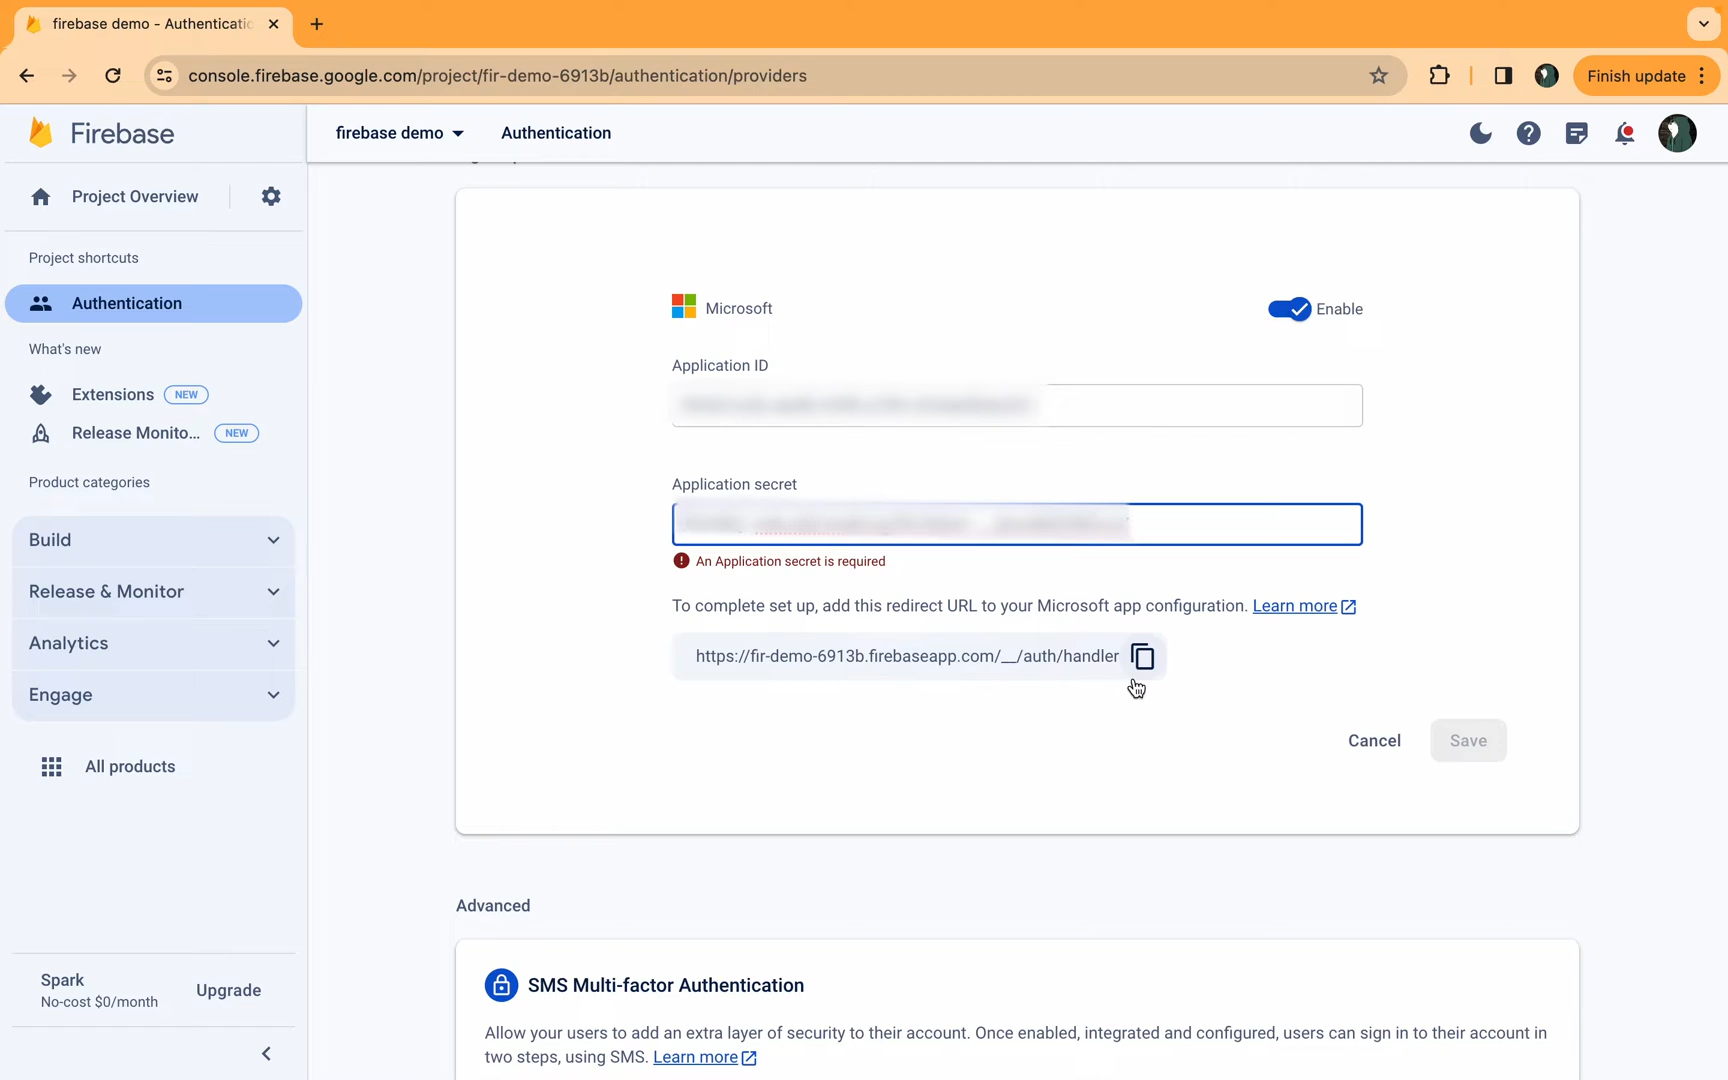 firebase demo - Authenticatic
console.firebase.google.com/project/fir-demo-6913b/authentication/providers
Finish update
Firebase
firebase demo
Authentication
Project Overview
Project shortcuts
Authentication
What's new
Extensions NEW
Release Monito... NEW
Product categories
Build
Release & Monitor
Analytics
Engage
All products
Spark
No-cost $0/month
Upgrade
Microsoft
Enable
Application ID
Application secret
An Application secret is required
To complete set up, add this redirect URL to your Microsoft app configuration. Learn more
https://fir-demo-6913b.firebaseapp.com/__/auth/handler
Cancel
Save
Advanced
SMS Multi-factor Authentication
Allow your users to add an extra layer of security to their account. Once enabled, integrated and configured, users can sign in to their account in
two steps, using SMS. Learn more